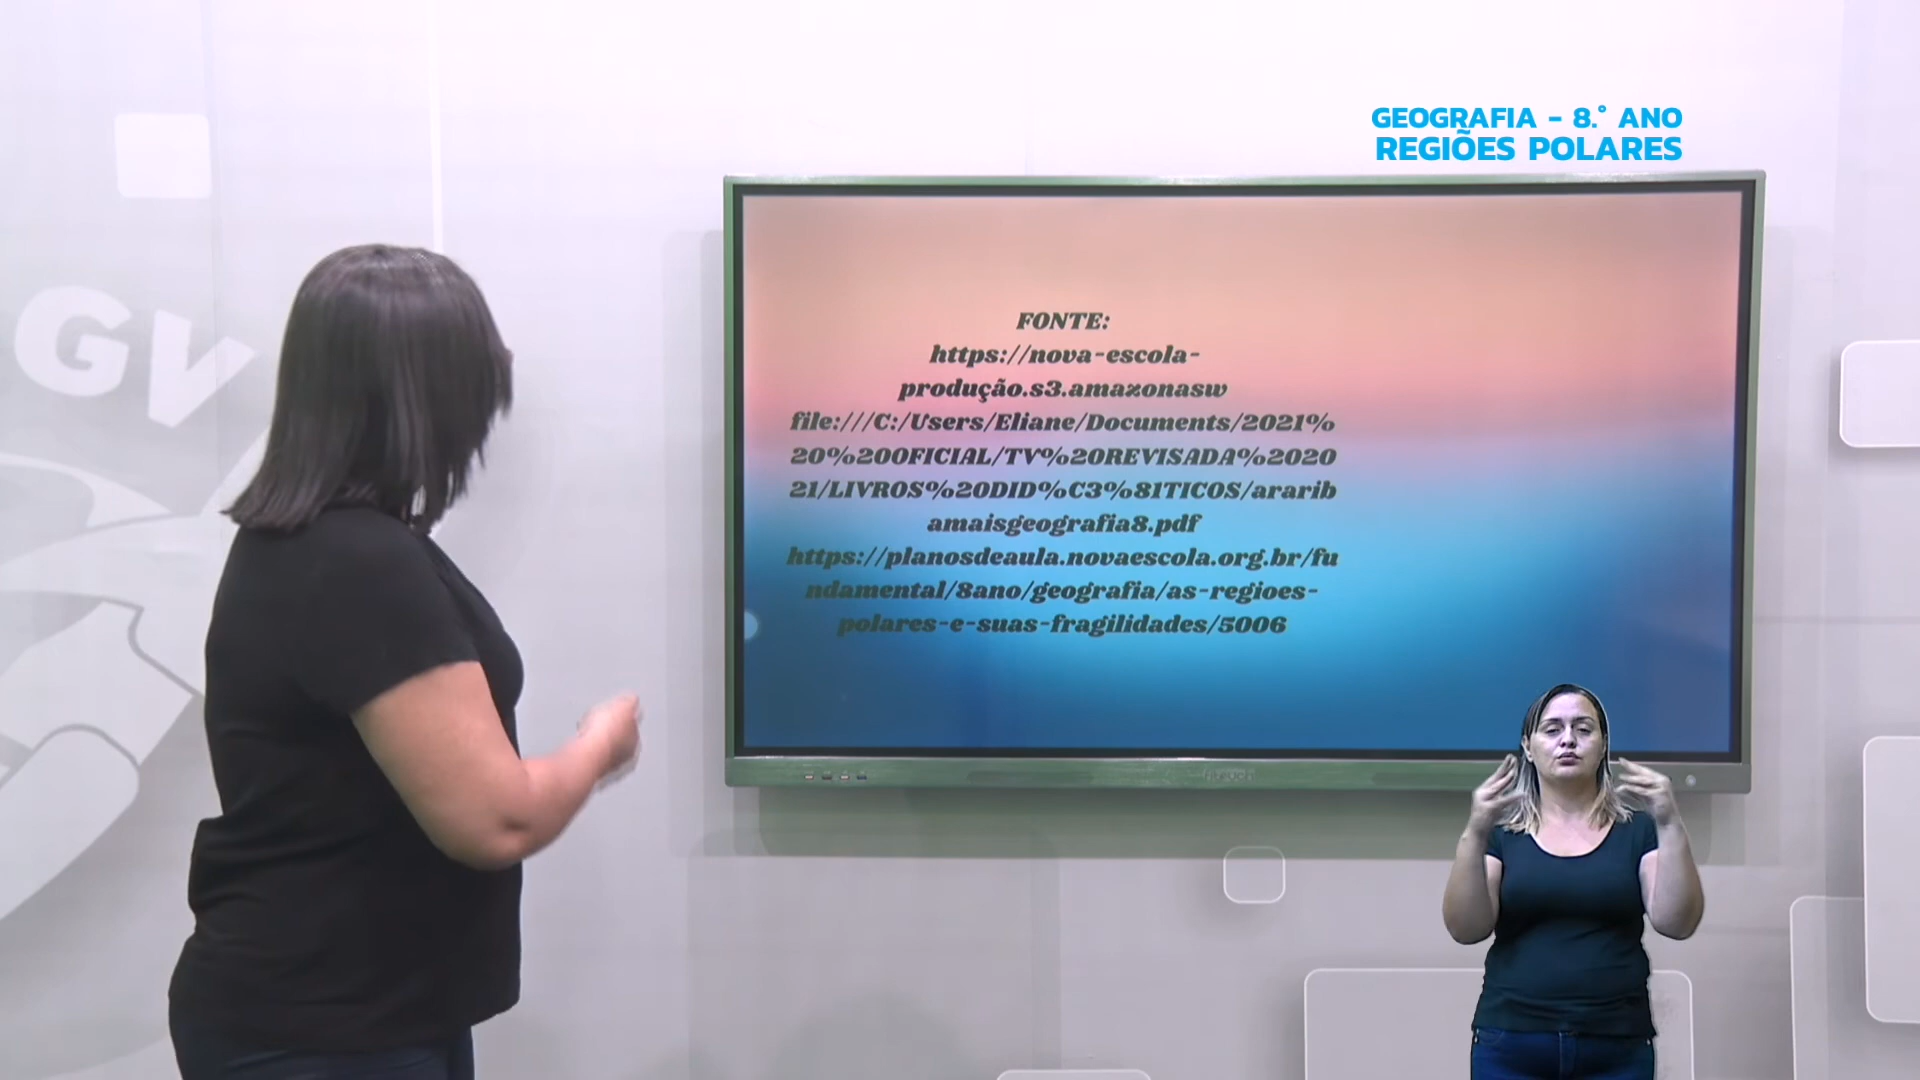 GEOGRAFIA - 8.° ANO
REGIÕES POLARES
GV
FONTE:
https://nova-escola-
produção.s3.amazonasw
file:///C:/Users/Eliane/Documents/2021%
20%20OFICIAL/TV%20REVISADA%2020
21/LIVROS%20DID%C3%81TICOS/ararib
amaisgeografia8.pdf
https://planosdeaula.novaescola.org.br/fu
ndamental/8ano/geografia/as-regioes-
polares-e-suas-fragilidades/5006